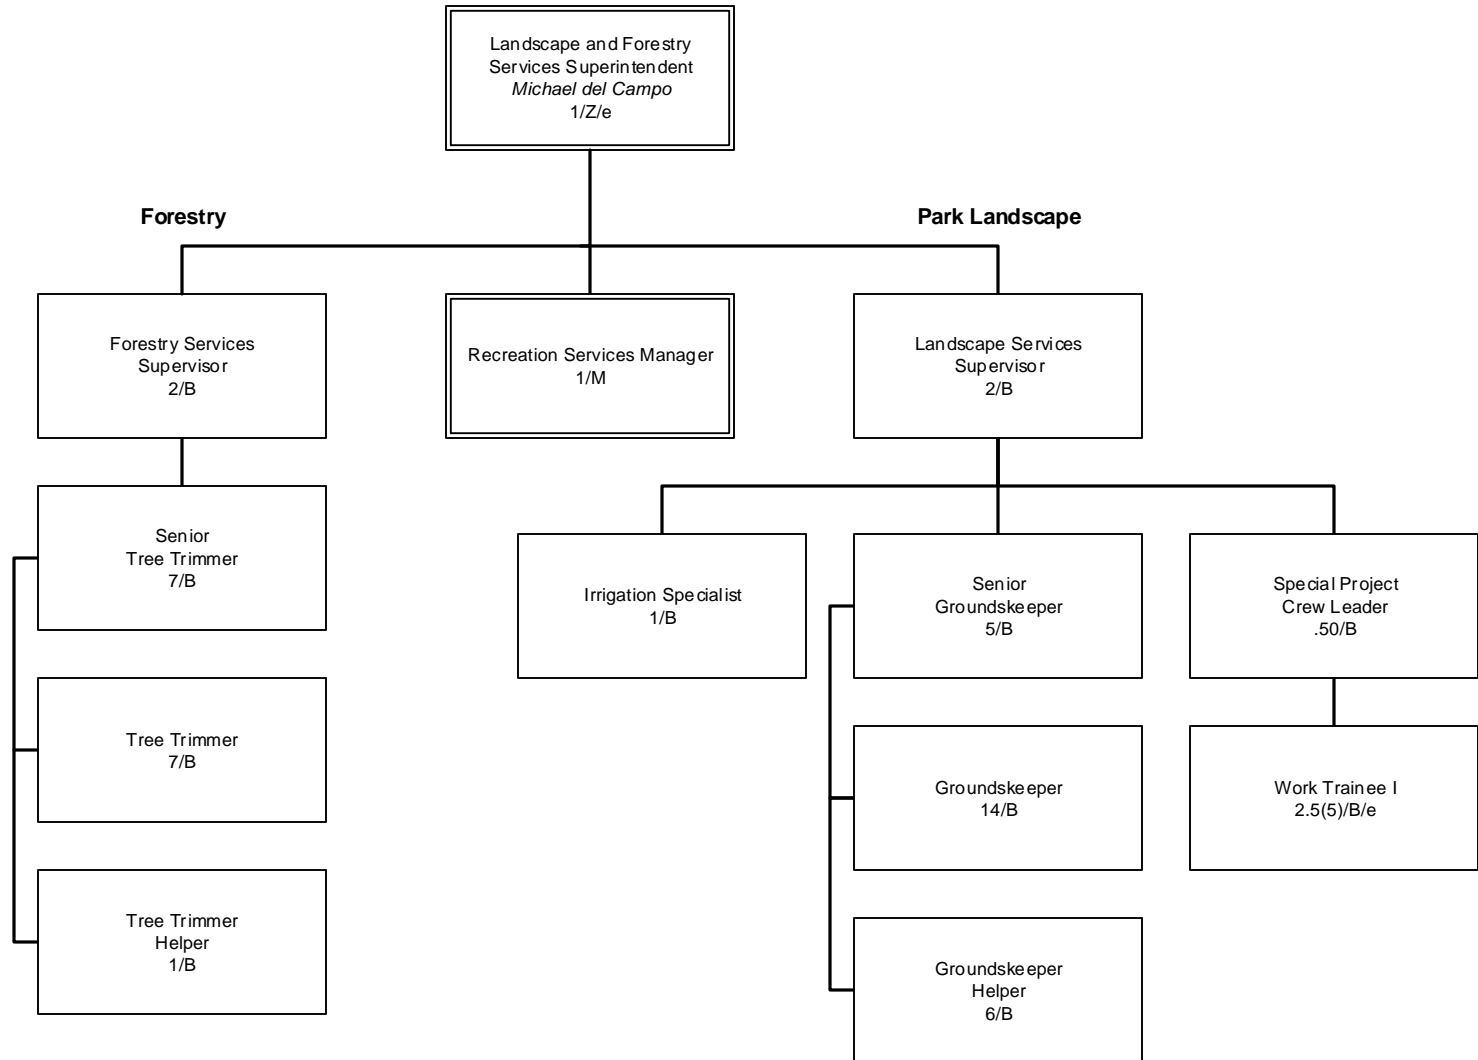 Landscape and Forestry
Services Superintendent
Michael del Campo
1/Z/e
Forestry
Park Landscape
Forestry Services
Supervisor
2/B
Recreation Services Manager
1/M
Landscape Services
Supervisor
2/B
Senior
Tree Trimmer
7/B
Irrigation Specialist
1/B
Senior
Groundskeeper
5/B
Special Project
Crew Leader
.50/B
Tree Trimmer
7/B
Groundskeeper
14/B
Work Trainee I
2.5(5)/B/e
Tree Trimmer
Helper
1/B
Groundskeeper
Helper
6/B